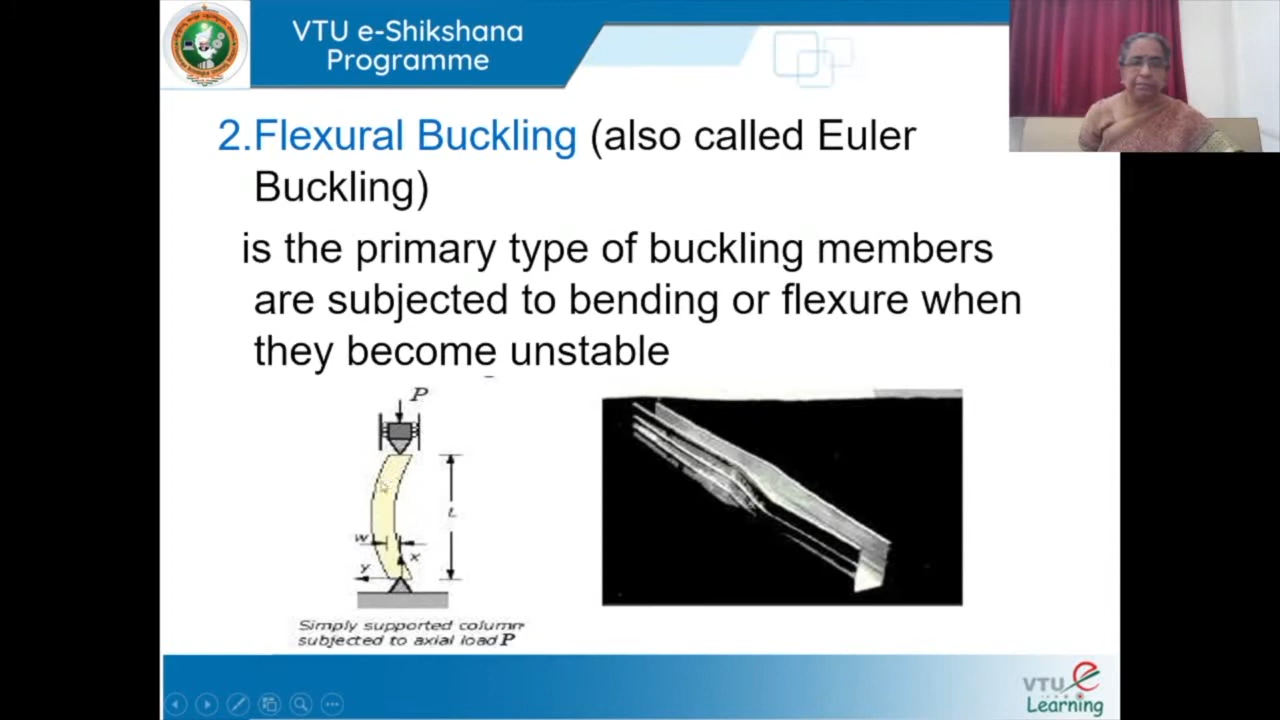 VTU e-Shikshana
Programme
2.Flexural Buckling (also called Euler
Buckling)
is the primary type of buckling members
are subjected to bending or flexure when
they become unstable
P
L
w
x
y
Simply supported column
subjected to axial load P
VTU e
Learning